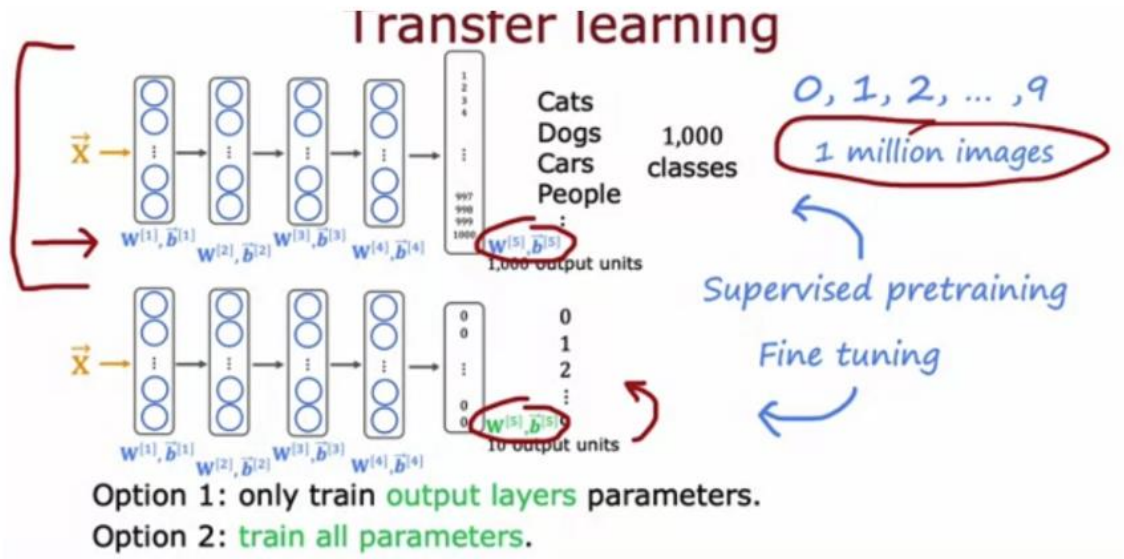 Transfer learning
1
2
3
4
⋮
997
998
999
1000
Cats
Dogs
Cars
People
⋮
1,000
classes
0, 1, 2, ... ,9
1 million images
x⃗
⋮
⋮
⋮
⋮
W[1],b⃗[1]
W[2],b⃗[2]
W[3],b⃗[3]
W[4],b⃗[4]
W[5],b⃗[5]
1,000 output units
Supervised pretraining
Fine tuning
x⃗
⋮
⋮
⋮
⋮
0
0
⋮
0
0
0
1
2
⋮
W[1],b⃗[1]
W[2],b⃗[2]
W[3],b⃗[3]
W[4],b⃗[4]
W[5],b⃗[5]
10 output units
Option 1: only train output layers parameters.
Option 2: train all parameters.